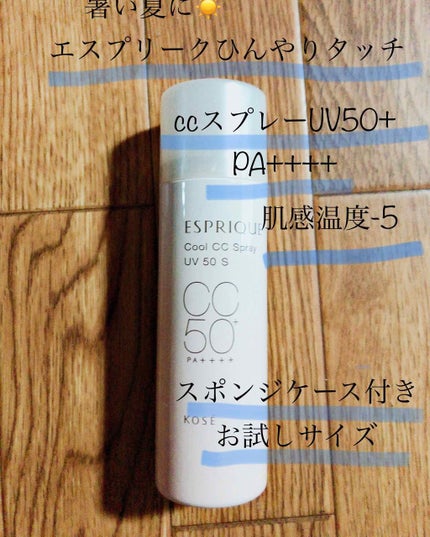 暑い夏に☀️
エスプリークひんやりタッチ
ccスプレーUV50+
PA++++
肌感温度-5
ESPRIQUE
Cool CC Spray
UV 50 S
CC
50+
PA++++
スポンジケース付き
KOSÉ
お試しサイズ